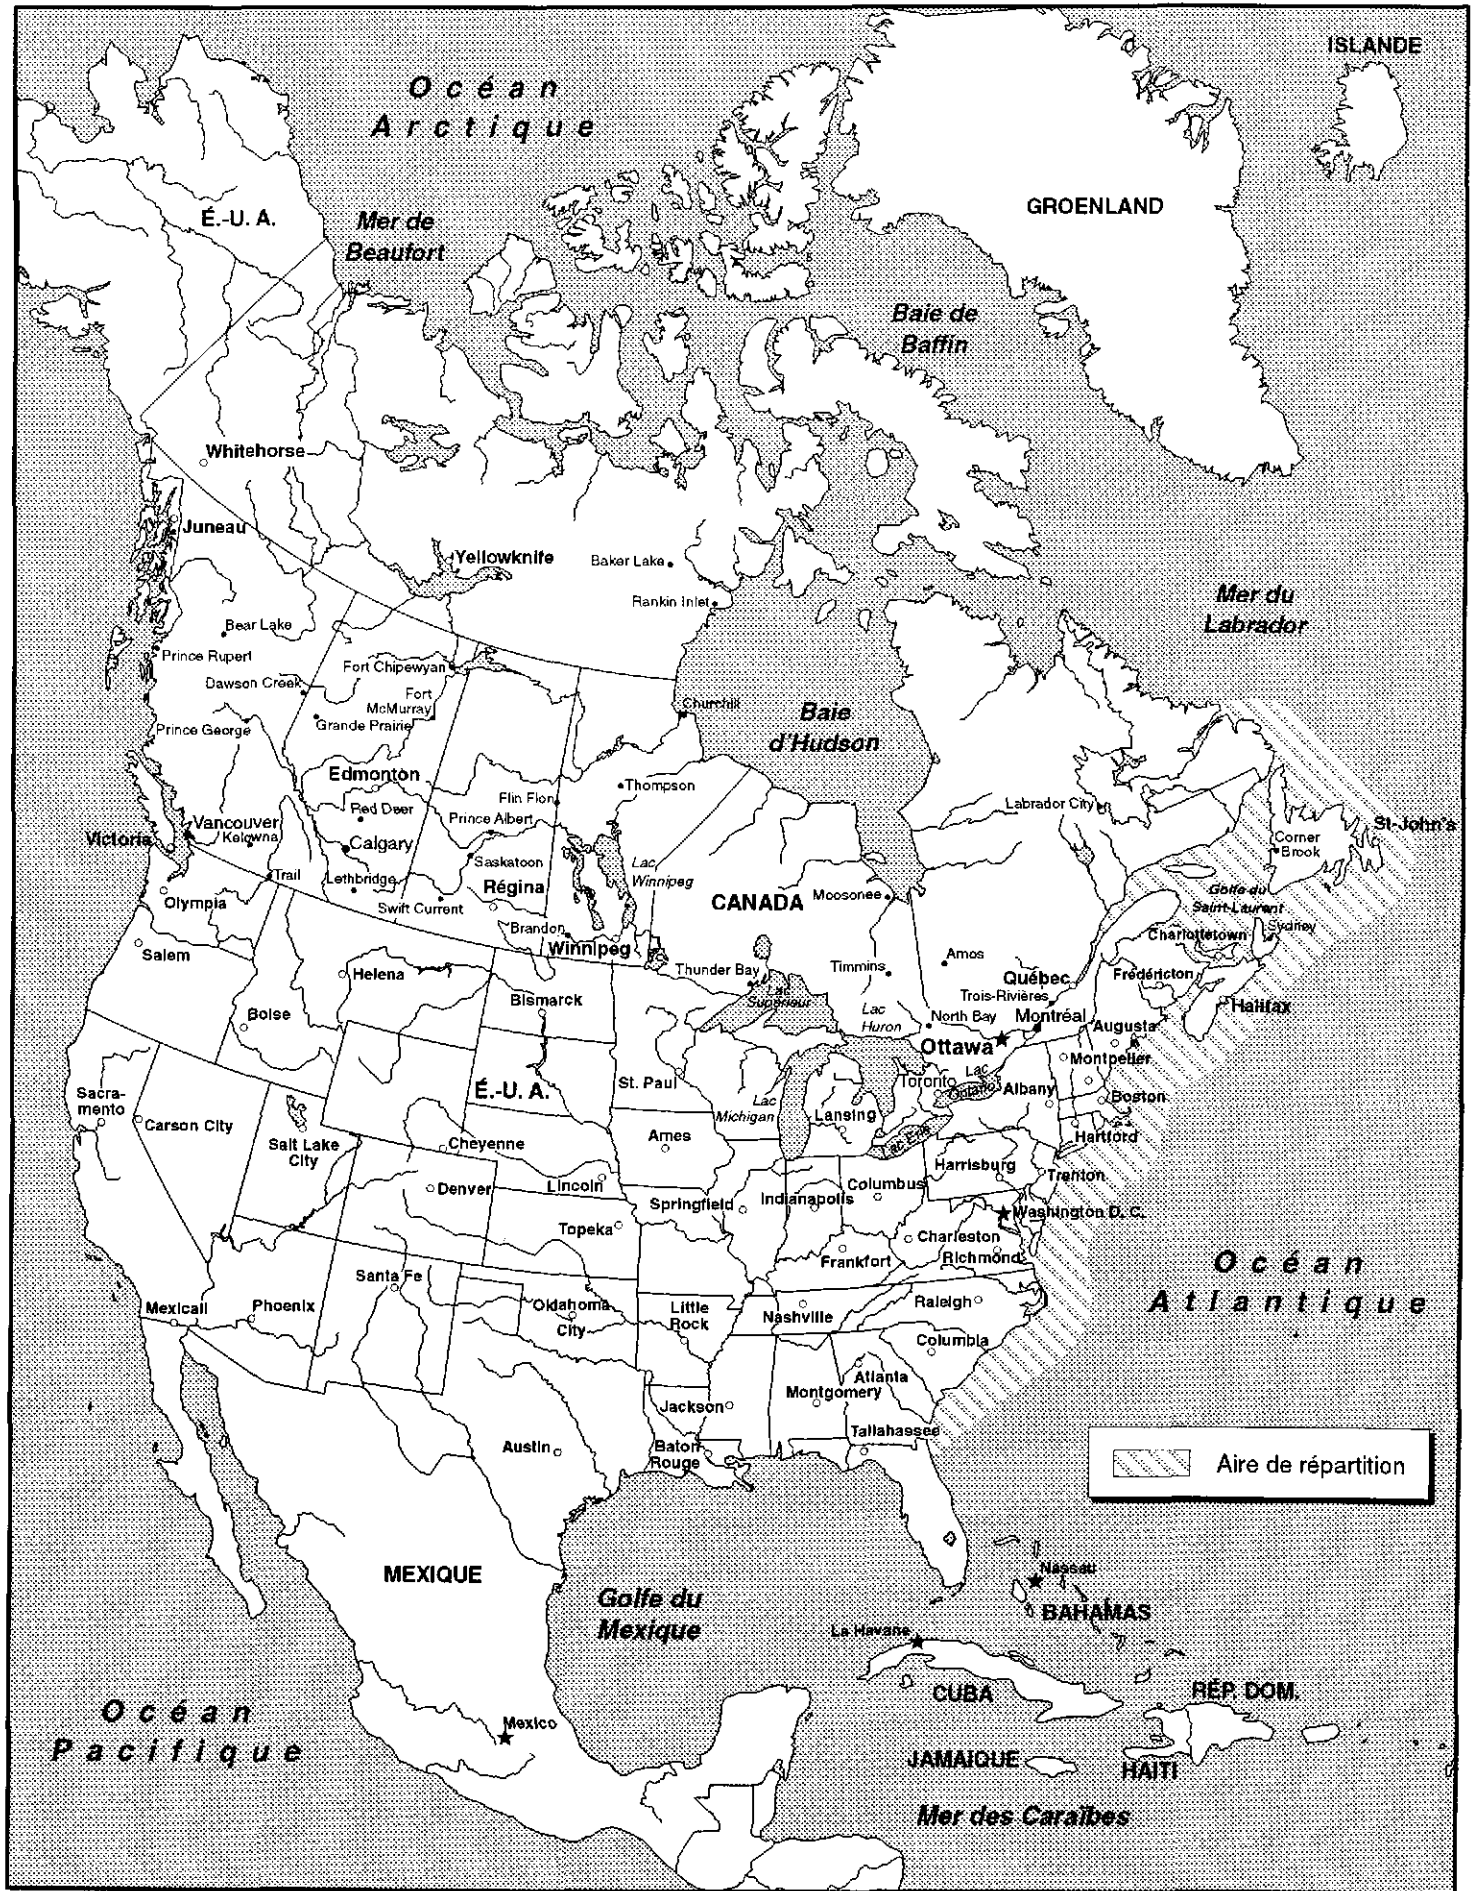 ISLANDE
Océan
Arctique
É.-U. A.
Mer de
Beaufort
GROENLAND
Baie de
Baffin
Whitehorse
Juneau
Yellowknife
Baker Lake
Rankin Inlet
Mer du
Labrador
Bear Lake
Prince Rupert
Fort Chipewyan
Dawson Creek
Fort
McMurray
Grande Prairie
Prince George
Churchill
Baie
d'Hudson
Edmonton
Thompson
Flin Flon
Red Deer
Prince Albert
Labrador City
Vancouver
Victoria
Kelowna
Calgary
St-John's
Corner
Brook
Saskatoon
Lac
Winnipeg
Trail
Lethbridge
Régina
Swift Current
CANADA
Moosonee
Golfe du
Saint-Laurent
Olympia
Brandon
Winnipeg
Sydney
Charlottetown
Salem
Helena
Thunder Bay
Timmins
Amos
Québec
Frédéricton
Bismarck
Lac
Supérieur
Trois-Rivières
Halifax
Boise
Lac
Huron
North Bay
Montréal
Augusta
Ottawa
Montpelier
É.-U. A.
St. Paul
Toronto
Lac
Ontario
Albany
Sacra-
mento
Carson City
Lac
Michigan
Lansing
Boston
Salt Lake
City
Cheyenne
Ames
Lac Érié
Hartford
Denver
Lincoln
Springfield
Indianapolis
Columbus
Harrisburg
Trenton
Washington D. C.
Topeka
Charleston
Frankfort
Richmond
Océan
Atlantique
Santa Fe
Mexicali
Phoenix
Oklahoma
City
Little
Rock
Nashville
Raleigh
Columbia
Atlanta
Montgomery
Jackson
Tallahassee
Austin
Baton
Rouge
Aire de répartition
MEXIQUE
Golfe du
Mexique
Nassau
BAHAMAS
La Havane
CUBA
RÉP. DOM.
Océan
Pacifique
Mexico
JAMAIQUE
HAITI
Mer des Caraïbes